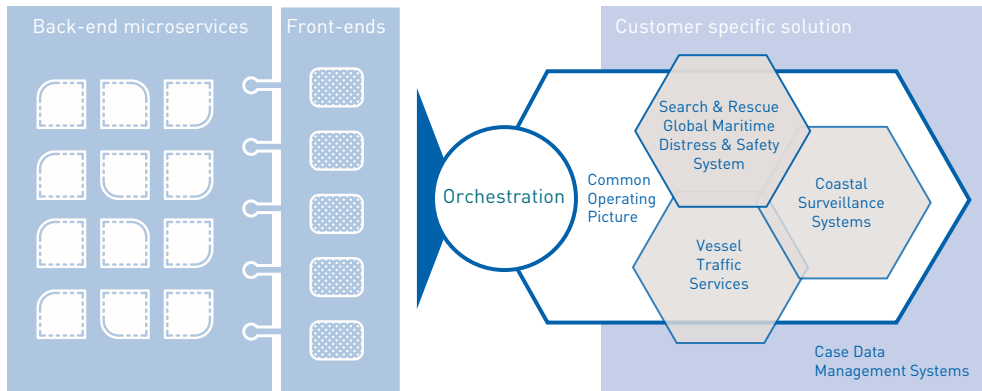 Back-end microservices
Front-ends
Customer specific solution
Orchestration
Common
Operating
Picture
Search & Rescue
Global Maritime
Distress & Safety
System
Coastal
Surveillance
Systems
Vessel
Traffic
Services
Case Data
Management Systems